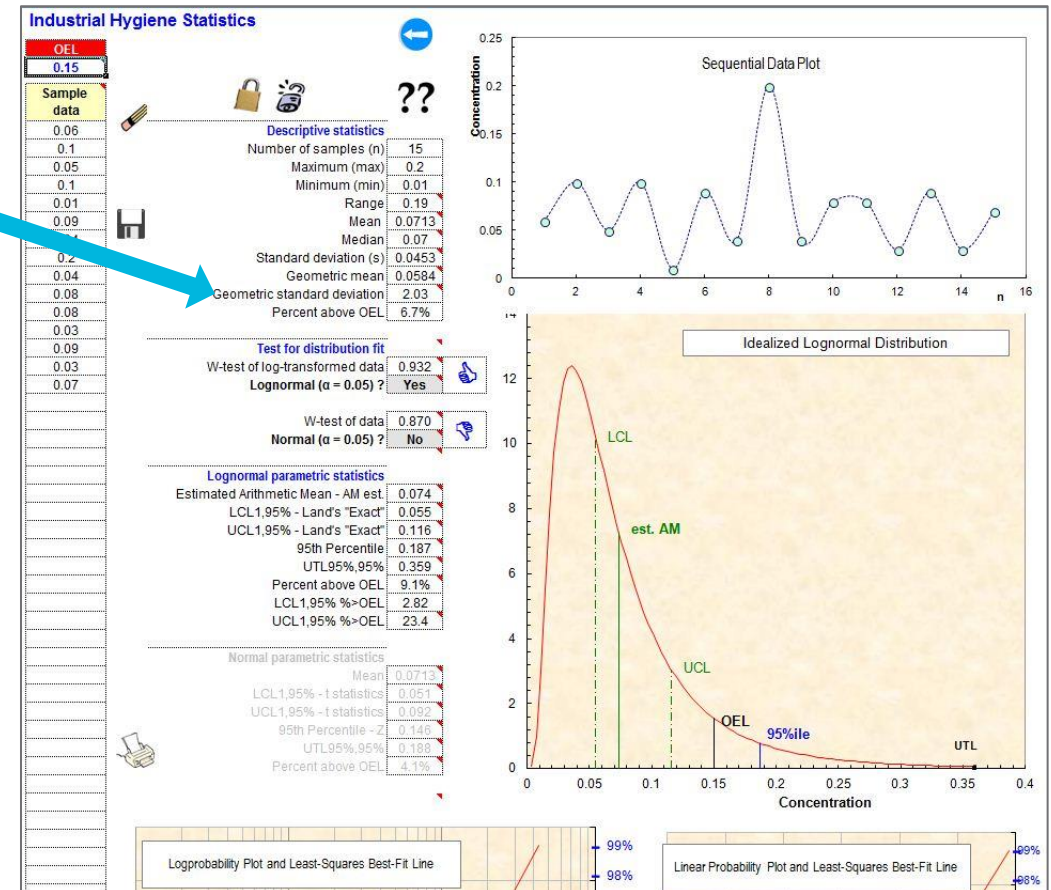 Industrial Hygiene Statistics
OEL
0.15
Sample
data
0.06
0.1
0.05
0.1
0.01
0.09
0.2
0.04
0.08
0.08
0.03
0.09
0.03
0.07
??
Descriptive statistics
Number of samples (n) 15
Maximum (max) 0.2
Minimum (min) 0.01
Range 0.19
Mean 0.0713
Median 0.07
Standard deviation (s) 0.0453
Geometric mean 0.0584
Geometric standard deviation 2.03
Percent above OEL 6.7%
Test for distribution fit
W-test of log-transformed data 0.932
Lognormal (α = 0.05) ? Yes
W-test of data 0.870
Normal (α = 0.05) ? No
Lognormal parametric statistics
Estimated Arithmetic Mean - AM est. 0.074
LCL1,95% - Land's "Exact" 0.055
UCL1,95% - Land's "Exact" 0.116
95th Percentile 0.187
UTL95%,95% 0.359
Percent above OEL 9.1%
LCL1,95% %>OEL 2.82
UCL1,95% %>OEL 23.4
Normal parametric statistics
Mean 0.0713
LCL1,95% - t statistics 0.051
UCL1,95% - t statistics 0.092
95th Percentile - Z 0.146
UTL95%,95% 0.188
Percent above OEL 4.1%
Sequential Data Plot
Concentration
0.25
0.2
0.15
0.1
0.05
0
0 2 4 6 8 10 12 14 16
n
Idealized Lognormal Distribution
14
12
10
8
6
4
2
0
LCL
est. AM
UCL
OEL
95%ile
UTL
0 0.05 0.1 0.15 0.2 0.25 0.3 0.35 0.4
Concentration
Logprobability Plot and Least-Squares Best-Fit Line
99%
98%
Linear Probability Plot and Least-Squares Best-Fit Line
99%
98%